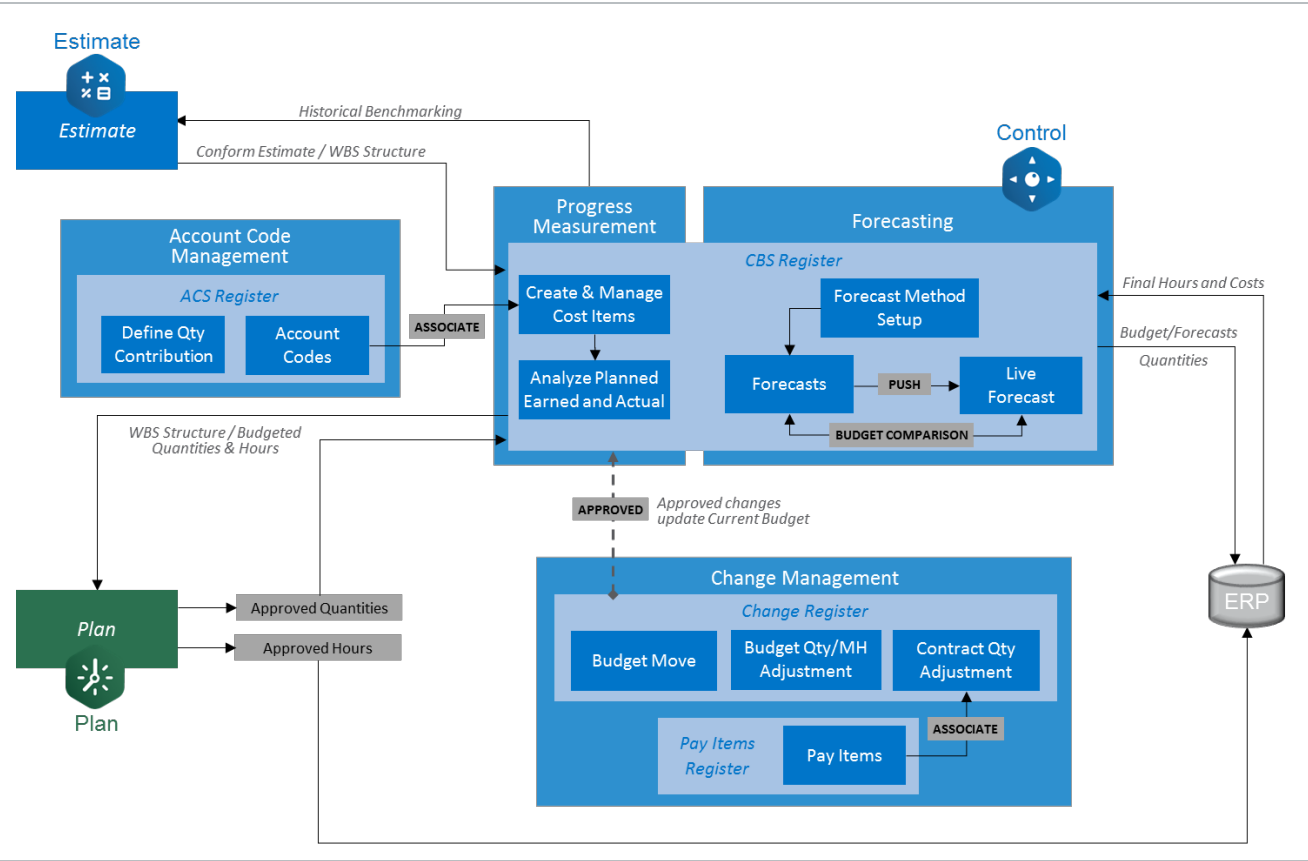 Estimate
Estimate
Historical Benchmarking
Conform Estimate / WBS Structure
Control
Progress
Measurement
Forecasting
Account Code
Management
ACS Register
Define Qty
Contribution
Account
Codes
ASSOCIATE
CBS Register
Create & Manage
Cost Items
Analyze Planned
Earned and Actual
Forecast Method
Setup
Forecasts
PUSH
Live
Forecast
BUDGET COMPARISON
Final Hours and Costs
Budget/Forecasts
Quantities
WBS Structure / Budgeted
Quantities & Hours
APPROVED
Approved changes
update Current Budget
Plan
Plan
Approved Quantities
Approved Hours
Change Management
Change Register
Budget Move
Budget Qty/MH
Adjustment
Contract Qty
Adjustment
ASSOCIATE
Pay Items
Register
Pay Items
ERP